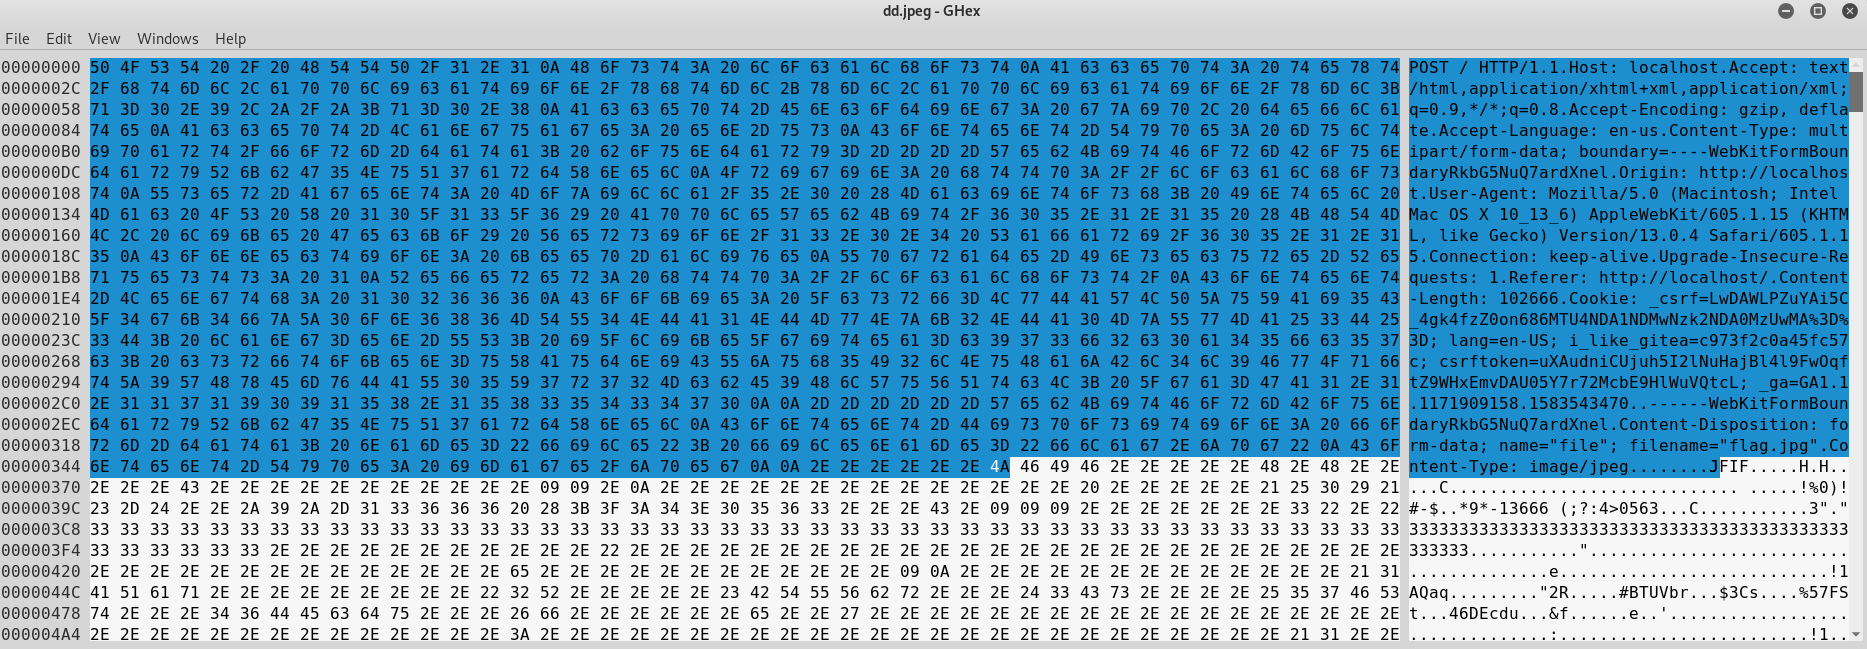 dd.jpeg - GHex
File Edit View Windows Help
00000000 50 4F 53 54 20 2F 20 48 54 54 50 2F 31 2E 31 0A 48 6F 73 74 3A 20 6C 6F 63 61 6C 68 6F 73 74 0A 41 63 63 65 70 74 3A 20 74 65 78 74 POST / HTTP/1.1.Host: localhost.Accept: text
0000002C 2F 68 74 6D 6C 2C 61 70 70 6C 69 63 61 74 69 6F 6E 2F 78 68 74 6D 6C 2B 78 6D 6C 2C 61 70 70 6C 69 63 61 74 69 6F 6E 2F 78 6D 6C 3B /html,application/xhtml+xml,application/xml;
00000058 71 3D 30 2E 39 2C 2A 2F 2A 3B 71 3D 30 2E 38 0A 41 63 63 65 70 74 2D 45 6E 63 6F 64 69 6E 67 3A 20 67 7A 69 70 2C 20 64 65 66 6C 61 q=0.9,*/*;q=0.8.Accept-Encoding: gzip, defla
00000084 74 65 0A 41 63 63 65 70 74 2D 4C 61 6E 67 75 61 67 65 3A 20 65 6E 2D 75 73 0A 43 6F 6E 74 65 6E 74 2D 54 79 70 65 3A 20 6D 75 6C 74 te.Accept-Language: en-us.Content-Type: mult
000000B0 69 70 61 72 74 2F 66 6F 72 6D 2D 64 61 74 61 3B 20 62 6F 75 6E 64 61 72 79 3D 2D 2D 2D 2D 57 65 62 4B 69 74 46 6F 72 6D 42 6F 75 6E ipart/form-data; boundary=----WebKitFormBoun
000000DC 64 61 72 79 52 6B 62 47 35 4E 75 51 37 61 72 64 58 6E 65 6C 0A 4F 72 69 67 69 6E 3A 20 68 74 74 70 3A 2F 2F 6C 6F 63 61 6C 68 6F 73 daryRkbG5NuQ7ardXnel.Origin: http://localhos
00000108 74 0A 55 73 65 72 2D 41 67 65 6E 74 3A 20 4D 6F 7A 69 6C 6C 61 2F 35 2E 30 20 28 4D 61 63 69 6E 74 6F 73 68 3B 20 49 6E 74 65 6C 20 t.User-Agent: Mozilla/5.0 (Macintosh; Intel
00000134 4D 61 63 20 4F 53 20 58 20 31 30 5F 31 33 5F 36 29 20 41 70 70 6C 65 57 65 62 4B 69 74 2F 36 30 35 2E 31 2E 31 35 20 28 4B 48 54 4D Mac OS X 10_13_6) AppleWebKit/605.1.15 (KHTM
00000160 4C 2C 20 6C 69 6B 65 20 47 65 63 6B 6F 29 20 56 65 72 73 69 6F 6E 2F 31 33 2E 30 2E 34 20 53 61 66 61 72 69 2F 36 30 35 2E 31 2E 31 L, like Gecko) Version/13.0.4 Safari/605.1.1
0000018C 35 0A 43 6F 6E 6E 65 63 74 69 6F 6E 3A 20 6B 65 65 70 2D 61 6C 69 76 65 0A 55 70 67 72 61 64 65 2D 49 6E 73 65 63 75 72 65 2D 52 65 5.Connection: keep-alive.Upgrade-Insecure-Re
000001B8 71 75 65 73 74 73 3A 20 31 0A 52 65 66 65 72 65 72 3A 20 68 74 74 70 3A 2F 2F 6C 6F 63 61 6C 68 6F 73 74 2F 0A 43 6F 6E 74 65 6E 74 quests: 1.Referer: http://localhost/.Content
000001E4 2D 4C 65 6E 67 74 68 3A 20 31 30 32 36 36 36 0A 43 6F 6F 6B 69 65 3A 20 5F 63 73 72 66 3D 4C 77 44 41 57 4C 50 5A 75 59 41 69 35 43 -Length: 102666.Cookie: _csrf=LwDAWLPZuYAi5C
00000210 5F 34 67 6B 34 66 7A 5A 30 6F 6E 36 38 36 4D 54 55 34 4E 44 41 31 4E 44 4D 77 4E 7A 6B 32 4E 44 41 30 4D 7A 55 77 4D 41 25 33 44 25 _4gk4fzZ0on686MTU4NDA1NDMwNzk2NDA0MzUwMA%3D%
0000023C 33 44 3B 20 6C 61 6E 67 3D 65 6E 2D 55 53 3B 20 69 5F 6C 69 6B 65 5F 67 69 74 65 61 3D 63 39 37 33 66 32 63 30 61 34 35 66 63 35 37 3D; lang=en-US; i_like_gitea=c973f2c0a45fc57
00000268 63 3B 20 63 73 72 66 74 6F 6B 65 6E 3D 75 58 41 75 64 6E 69 43 55 6A 75 68 35 49 32 6C 4E 75 48 61 6A 42 6C 34 6C 39 46 77 4F 71 66 c; csrftoken=uXAudniCUjuh5I2lNuHajBl4l9FwOqf
00000294 74 5A 39 57 48 78 45 6D 76 44 41 55 30 35 59 37 72 37 32 4D 63 62 45 39 48 6C 57 75 56 51 74 63 4C 3B 20 5F 67 61 3D 47 41 31 2E 31 tZ9WHxEmvDAU05Y7r72McbE9HlWuVQtcL; _ga=GA1.1
000002C0 2E 31 31 37 31 39 30 39 31 35 38 2E 31 35 38 33 35 34 33 34 37 30 0A 0A 2D 2D 2D 2D 2D 2D 57 65 62 4B 69 74 46 6F 72 6D 42 6F 75 6E .1171909158.1583543470..------WebKitFormBoun
000002EC 64 61 72 79 52 6B 62 47 35 4E 75 51 37 61 72 64 58 6E 65 6C 0A 43 6F 6E 74 65 6E 74 2D 44 69 73 70 6F 73 69 74 69 6F 6E 3A 20 66 6F daryRkbG5NuQ7ardXnel.Content-Disposition: fo
00000318 72 6D 2D 64 61 74 61 3B 20 6E 61 6D 65 3D 22 66 69 6C 65 22 3B 20 66 69 6C 65 6E 61 6D 65 3D 22 66 6C 61 67 2E 6A 70 67 22 0A 43 6F rm-data; name="file"; filename="flag.jpg".Co
00000344 6E 74 65 6E 74 2D 54 79 70 65 3A 20 69 6D 61 67 65 2F 6A 70 65 67 0A 0A 2E 2E 2E 2E 2E 2E 4A 46 49 46 2E 2E 2E 2E 2E 48 2E 48 2E 2E ntent-Type: image/jpeg........JFIF.....H.H..
00000370 2E 2E 2E 43 2E 2E 2E 2E 2E 2E 2E 2E 2E 2E 2E 09 09 2E 0A 2E 2E 2E 2E 2E 2E 2E 2E 2E 2E 2E 2E 2E 2E 20 2E 2E 2E 2E 2E 21 25 30 29 21 ...C............................. .....!%0)!
0000039C 23 2D 24 2E 2E 2A 39 2A 2D 31 33 36 36 36 20 28 3B 3F 3A 34 3E 30 35 36 33 2E 2E 2E 43 2E 09 09 09 2E 2E 2E 2E 2E 2E 2E 33 22 2E 22 #-$..*9*-13666 (;?:4>0563...C...........3"."
000003C8 33 33 33 33 33 33 33 33 33 33 33 33 33 33 33 33 33 33 33 33 33 33 33 33 33 33 33 33 33 33 33 33 33 33 33 33 33 33 33 33 33 33 33 33 33333333333333333333333333333333333333333333
000003F4 33 33 33 33 33 33 2E 2E 2E 2E 2E 2E 2E 2E 2E 2E 2E 22 2E 2E 2E 2E 2E 2E 2E 2E 2E 2E 2E 2E 2E 2E 2E 2E 2E 2E 2E 2E 2E 2E 2E 2E 2E 2E 333333..........."..........................
00000420 2E 2E 2E 2E 2E 2E 2E 2E 2E 2E 2E 2E 2E 2E 65 2E 2E 2E 2E 2E 2E 2E 2E 2E 2E 2E 2E 09 0A 2E 2E 2E 2E 2E 2E 2E 2E 2E 2E 2E 2E 2E 21 31 ..............e...........................!1
0000044C 41 51 61 71 2E 2E 2E 2E 2E 2E 2E 2E 2E 22 32 52 2E 2E 2E 2E 2E 23 42 54 55 56 62 72 2E 2E 2E 24 33 43 73 2E 2E 2E 2E 25 35 37 46 53 AQaq........."2R.....#BTUVbr...$3Cs....%57FS
00000478 74 2E 2E 2E 34 36 44 45 63 64 75 2E 2E 2E 26 66 2E 2E 2E 2E 2E 2E 65 2E 2E 27 2E 2E 2E 2E 2E 2E 2E 2E 2E 2E 2E 2E 2E 2E 2E 2E 2E 2E t...46DEcdu...&f......e..'..................
000004A4 2E 2E 2E 2E 2E 2E 2E 2E 2E 2E 2E 2E 2E 2E 3A 2E 2E 2E 2E 2E 2E 2E 2E 2E 2E 2E 2E 2E 2E 2E 2E 2E 2E 2E 2E 2E 2E 2E 2E 2E 21 31 2E 2E ..............:.........................!1..